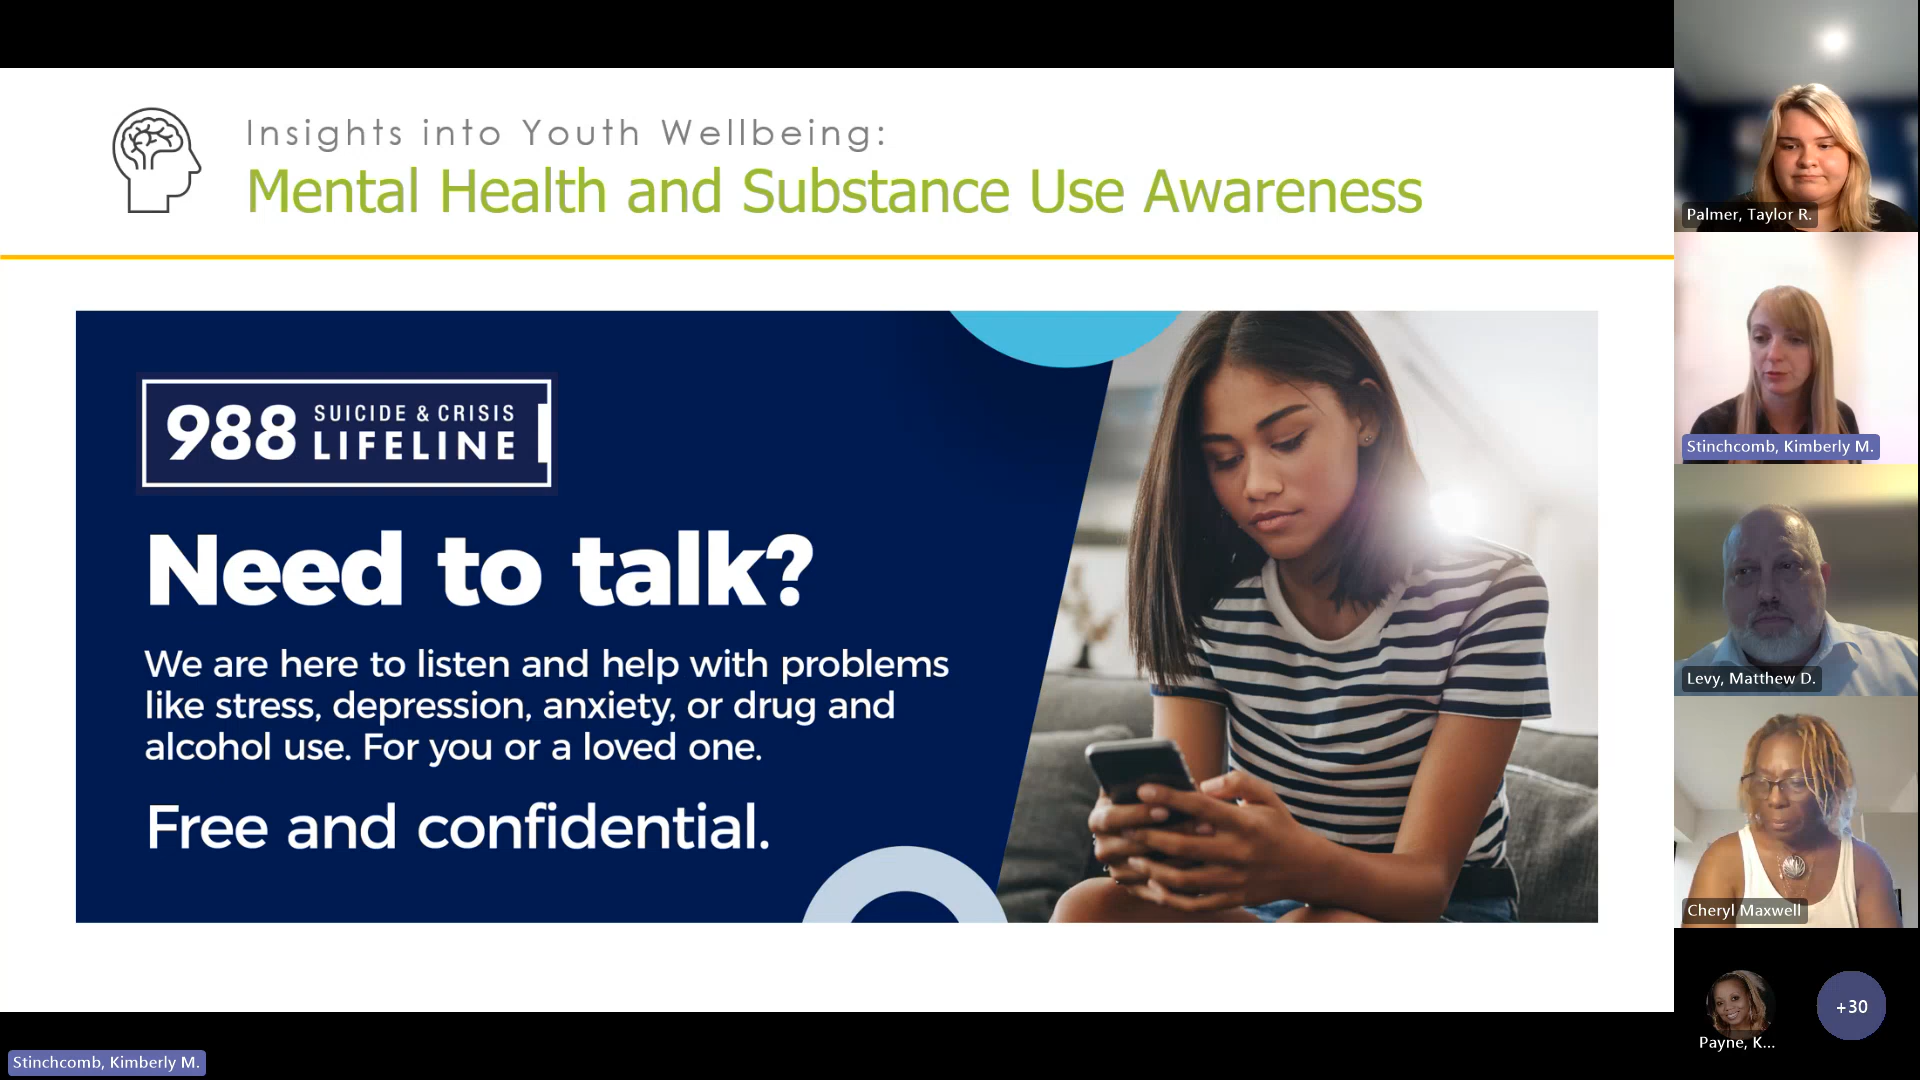 Insights into Youth Wellbeing:
Mental Health and Substance Use Awareness
988 SUICIDE & CRISIS
LIFELINE
Need to talk?
We are here to listen and help with problems
like stress, depression, anxiety, or drug and
alcohol use. For you or a loved one.
Free and confidential.
Palmer, Taylor R.
Stinchcomb, Kimberly M.
Levy, Matthew D.
Cheryl Maxwell
Payne, K...
+30
Stinchcomb, Kimberly M.